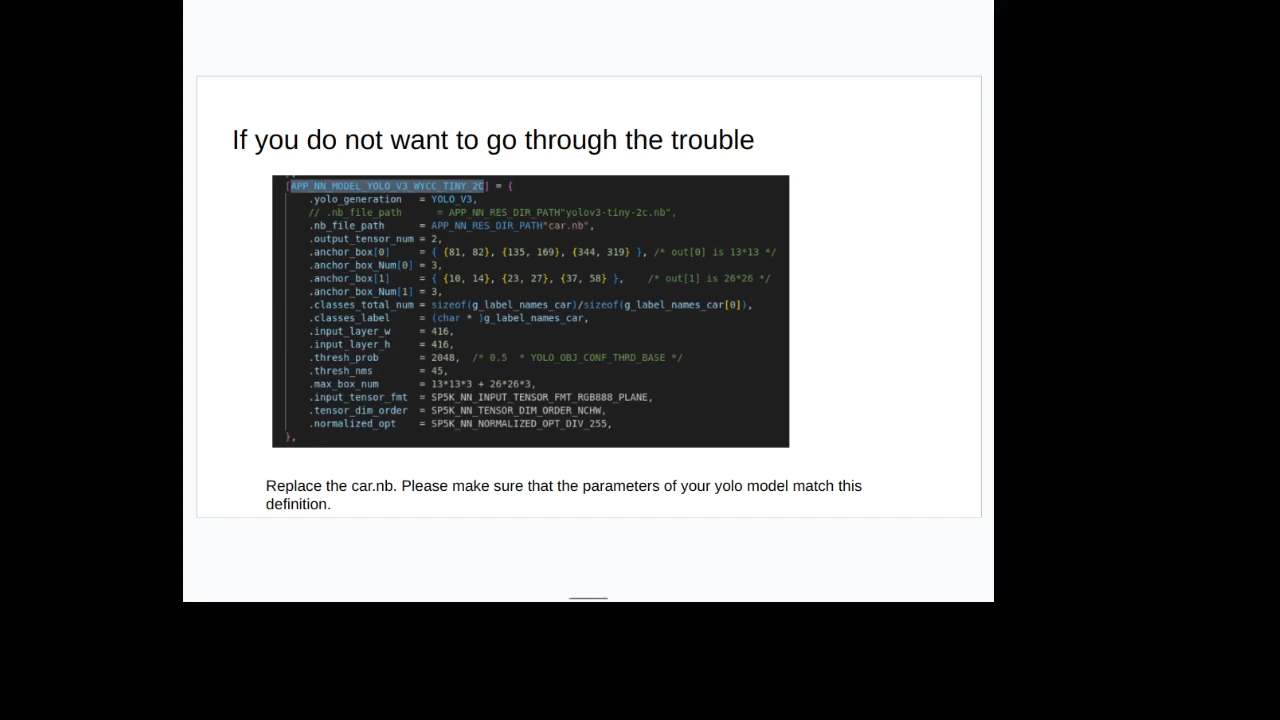 If you do not want to go through the trouble
[APP_NN_MODEL_YOLO_V3_WYCC_TINY_2C] = {
.yolo_generation = YOLO_V3,
// .nb_file_path = APP_NN_RES_DIR_PATH"yolov3-tiny-2c.nb",
.nb_file_path = APP_NN_RES_DIR_PATH"car.nb",
.output_tensor_num = 2,
.anchor_box[0] = { {81, 82}, {135, 169}, {344, 319} }, /* out[0] is 13*13 */
.anchor_box_Num[0] = 3,
.anchor_box[1] = { {10, 14}, {23, 27}, {37, 58} }, /* out[1] is 26*26 */
.anchor_box_Num[1] = 3,
.classes_total_num = sizeof(g_label_names_car)/sizeof(g_label_names_car[0]),
.classes_label = (char * )g_label_names_car,
.input_layer_w = 416,
.input_layer_h = 416,
.thresh_prob = 2048, /* 0.5 * YOLO_OBJ_CONF_THRD_BASE */
.thresh_nms = 45,
.max_box_num = 13*13*3 + 26*26*3,
.input_tensor_fmt = SP5K_NN_INPUT_TENSOR_FMT_RGB888_PLANE,
.tensor_dim_order = SP5K_NN_TENSOR_DIM_ORDER_NCHW,
.normalized_opt = SP5K_NN_NORMALIZED_OPT_DIV_255,
},
Replace the car.nb. Please make sure that the parameters of your yolo model match this
definition.